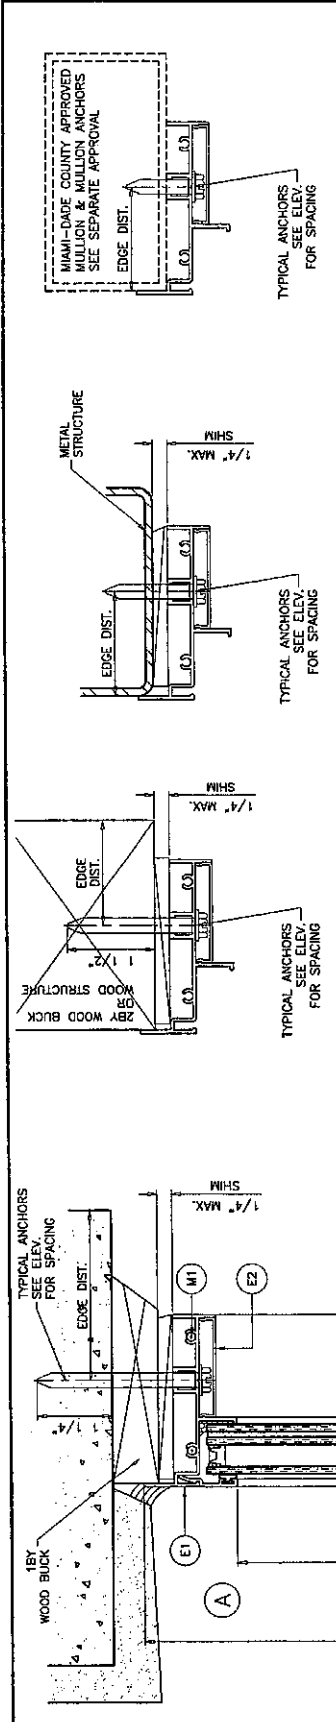 MIAMI-DADE COUNTY APPROVED
MULLION & MULLION ANCHORS
SEE SEPARATE APPROVAL
EDGE DIST.
TYPICAL ANCHORS
SEE ELEV.
FOR SPACING
METAL
STRUCTURE
EDGE DIST.
1/4" MAX.
SHIM
TYPICAL ANCHORS
SEE ELEV.
FOR SPACING
EDGE
DIST.
1 1/2"
2BY WOOD BUCK
OR
WOOD STRUCTURE
1/4" MAX.
SHIM
TYPICAL ANCHORS
SEE ELEV.
FOR SPACING
TYPICAL ANCHORS
SEE ELEV.
FOR SPACING
EDGE DIST.
1/4"
1BY
WOOD BUCK
1/4" MAX.
SHIM
M1
E2
E1
A